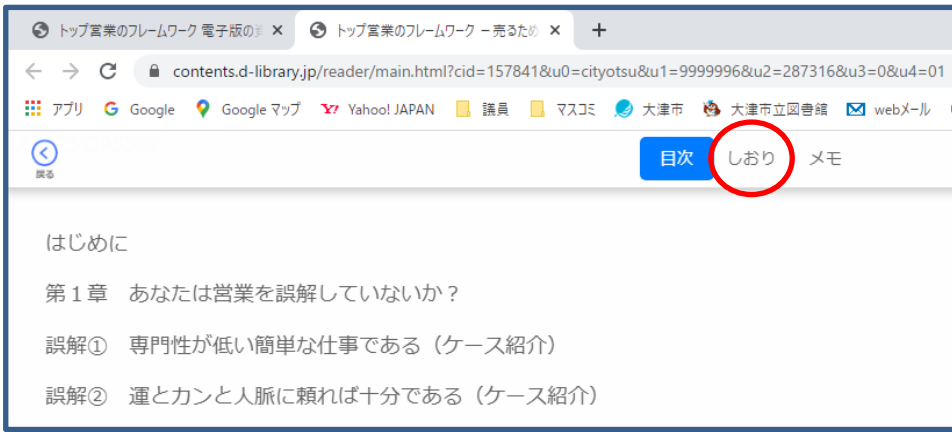 トップ営業のフレームワーク 電子版の
トップ営業のフレームワーク － 売るため
contents.d-library.jp/reader/main.html?cid=157841&u0=cityotsu&u1=9999996&u2=287316&u3=0&u4=01
アプリ Google Google マップ Yahoo! JAPAN 議員 マスコミ 大津市 大津市立図書館 webメール
戻る 目次 しおり メモ
はじめに
第１章　あなたは営業を誤解していないか？
誤解①　専門性が低い簡単な仕事である（ケース紹介）
誤解②　運とカンと人脈に頼れば十分である（ケース紹介）